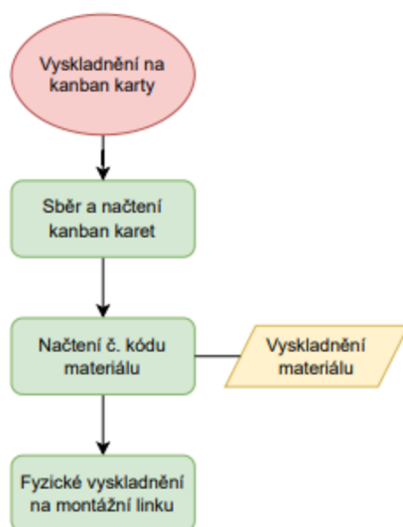 Vyskladnění na
kanban karty
Sběr a načtení
kanban karet
Načtení č. kódu
materiálu
Vyskladnění
materiálu
Fyzické vyskladnění
na montážní linku